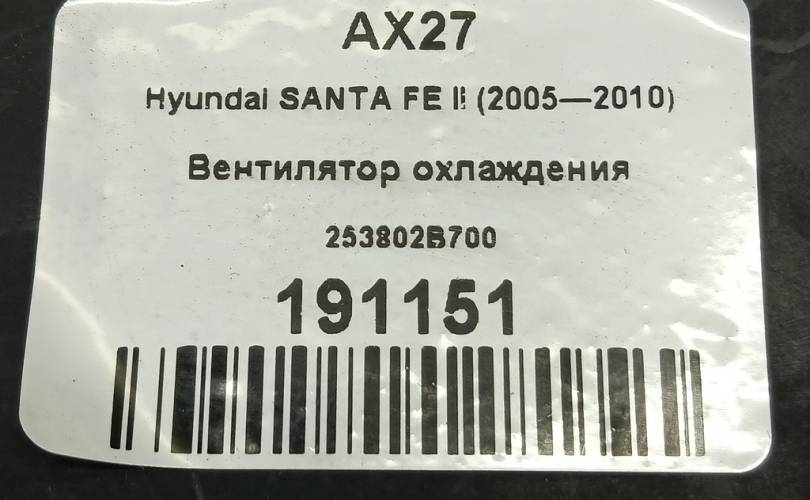 AX27
Hyundai SANTA FE II (2005—2010)
Вентилятор охлаждения
253802B700
191151